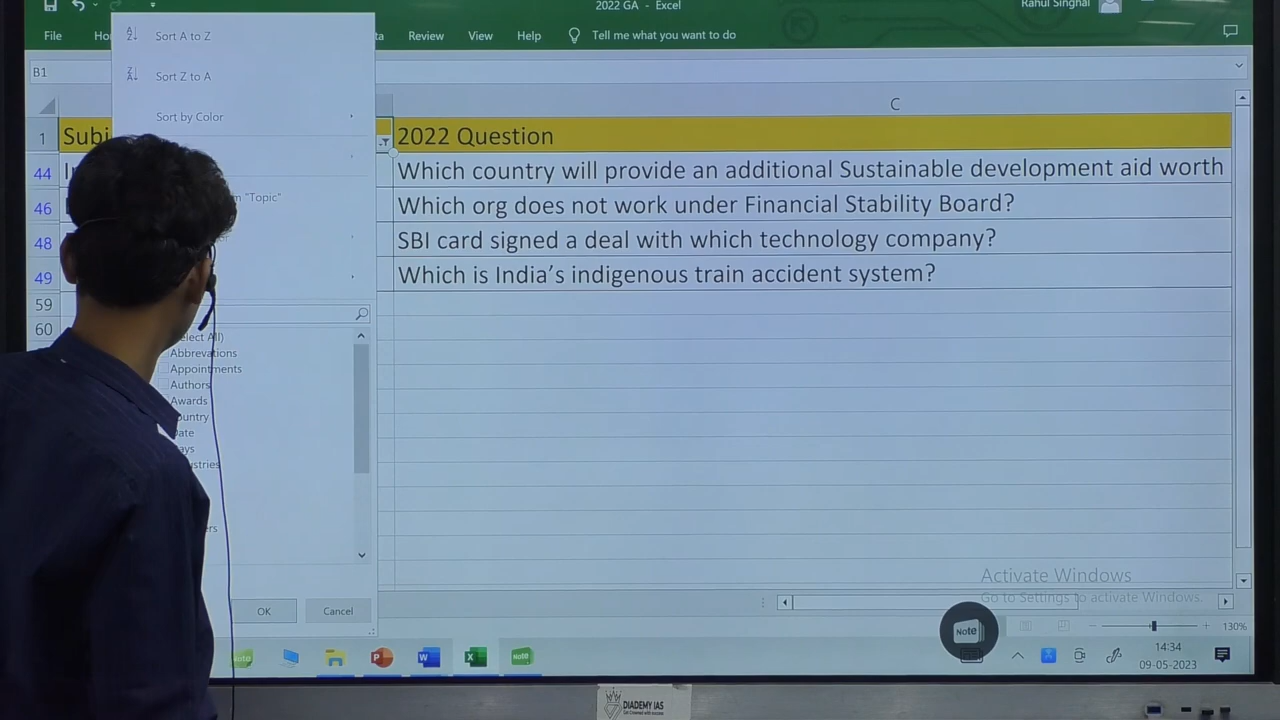 2022 GA - Excel
Rahul Singhal
File
Review
View
Help
Tell me what you want to do
Sort A to Z
Sort Z to A
Sort by Color
B1
C
1
2022 Question
44
Which country will provide an additional Sustainable development aid worth
46
Which org does not work under Financial Stability Board?
48
SBI card signed a deal with which technology company?
49
Which is India's indigenous train accident system?
59
60
"Topic"
Abbrevations
Appointments
Authors
Awards
OK
Cancel
Activate Windows
Go to Settings to activate Windows.
Note
130%
Note
14:34
09-05-2023
DIADEMY IAS